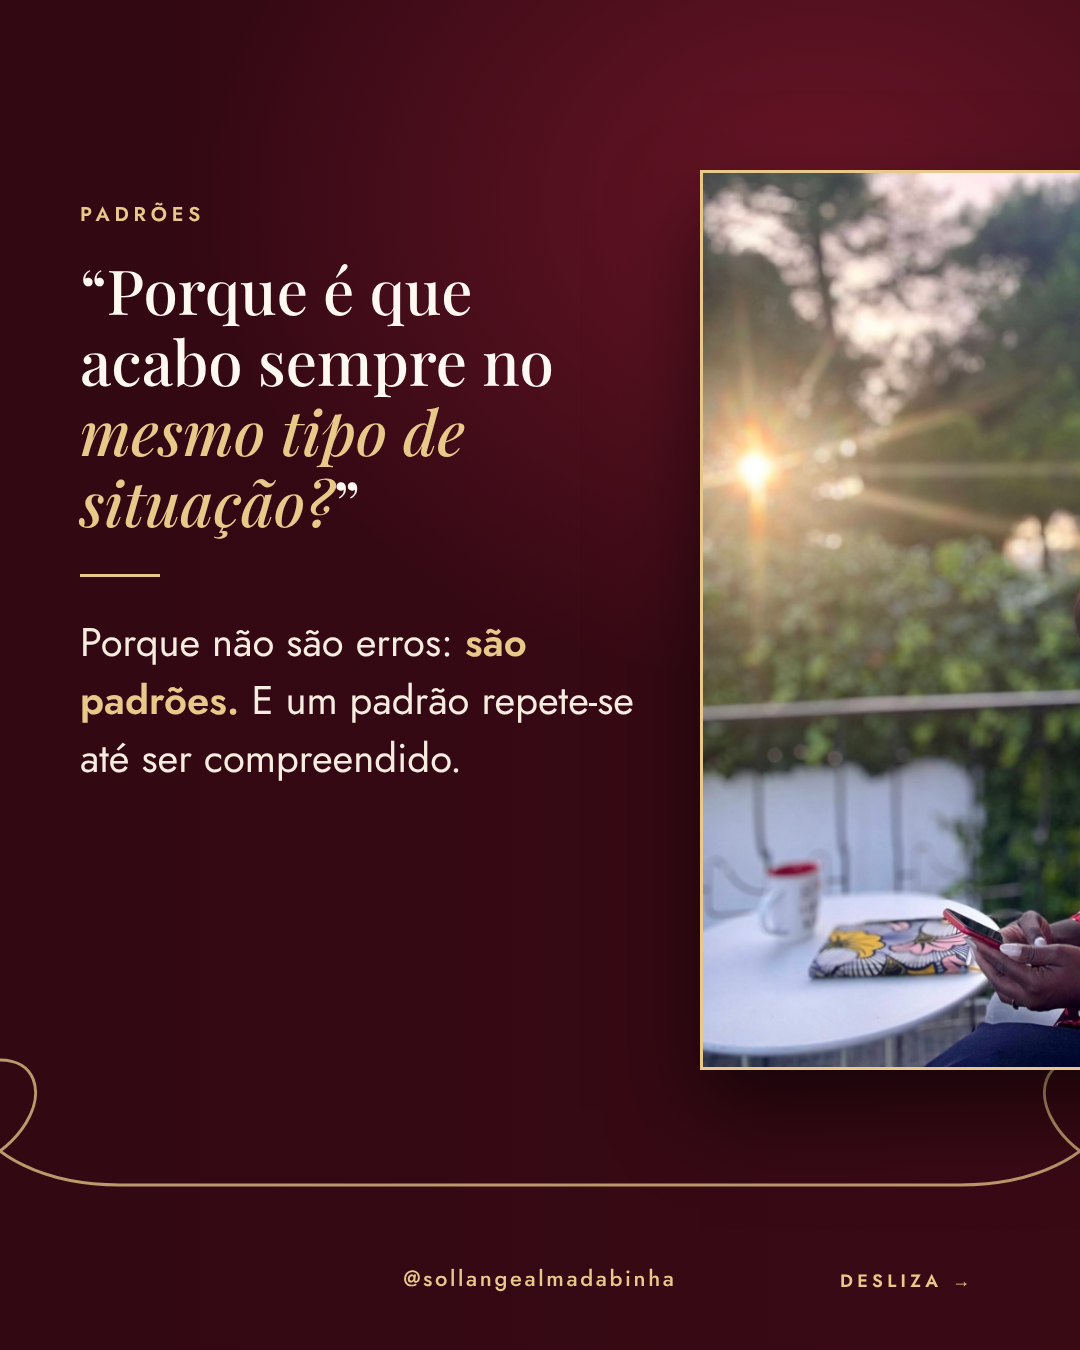 PADRÕES
“Porque é que
acabo sempre no
mesmo tipo de
situação?”
Porque não são erros: são
padrões. E um padrão repete-se
até ser compreendido.
@sollangealmadabinha
DESLIZA →